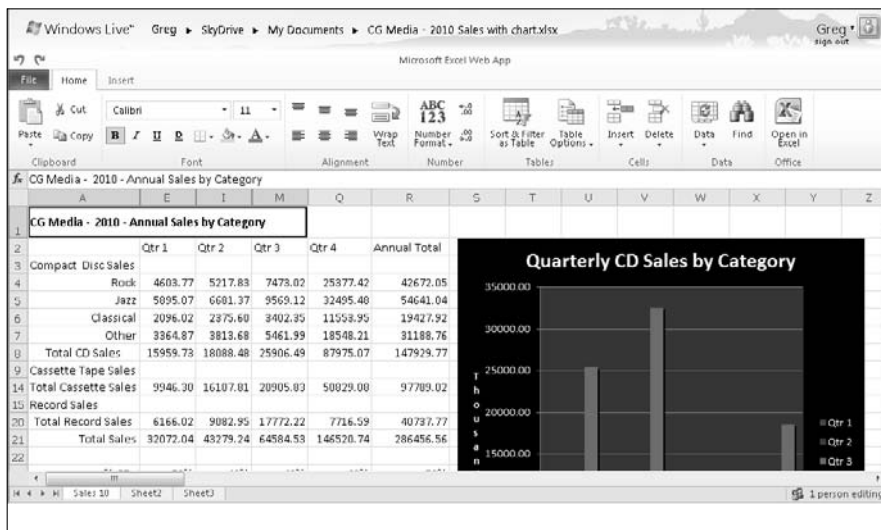 Windows Live™ Greg ▸ SkyDrive ▸ My Documents ▸ CG Media - 2010 Sales with chart.xlsx
Greg
sign out
Microsoft Excel Web App
File Home Insert
Cut
Copy
Paste
Calibri 11
B I U D
A
Wrap Text
ABC 123
Number Format
Sort & Filter as Table
Table Options
Insert
Delete
Data
Find
Open in Excel
Clipboard Font Alignment Number Tables Cells Data Office
fx CG Media - 2010 - Annual Sales by Category
A E I M Q R S T U V W X Y Z
1 CG Media - 2010 - Annual Sales by Category
2 Qtr 1 Qtr 2 Qtr 3 Qtr 4 Annual Total
3 Compact Disc Sales
4 Rock 4603.77 5217.83 7473.02 25377.42 42672.05
5 Jazz 5895.07 6681.37 9569.12 32495.48 54641.04
6 Classical 2096.02 2375.60 3402.35 11553.95 19427.92
7 Other 3364.87 3813.68 5461.99 18548.21 31188.76
8 Total CD Sales 15959.73 18088.48 25906.49 87975.07 147929.77
9 Cassette Tape Sales
14 Total Cassette Sales 9946.30 16107.81 20905.83 50829.08 97789.02
15 Record Sales
20 Total Record Sales 6166.02 9082.95 17772.22 7716.59 40737.77
21 Total Sales 32072.04 43279.24 64584.53 146520.74 286456.56
22
Quarterly CD Sales by Category
35000.00
30000.00
25000.00
20000.00
15000.00
Thousan
Qtr 1
Qtr 2
Qtr 3
Sales 10 Sheet2 Sheet3
1 person editing